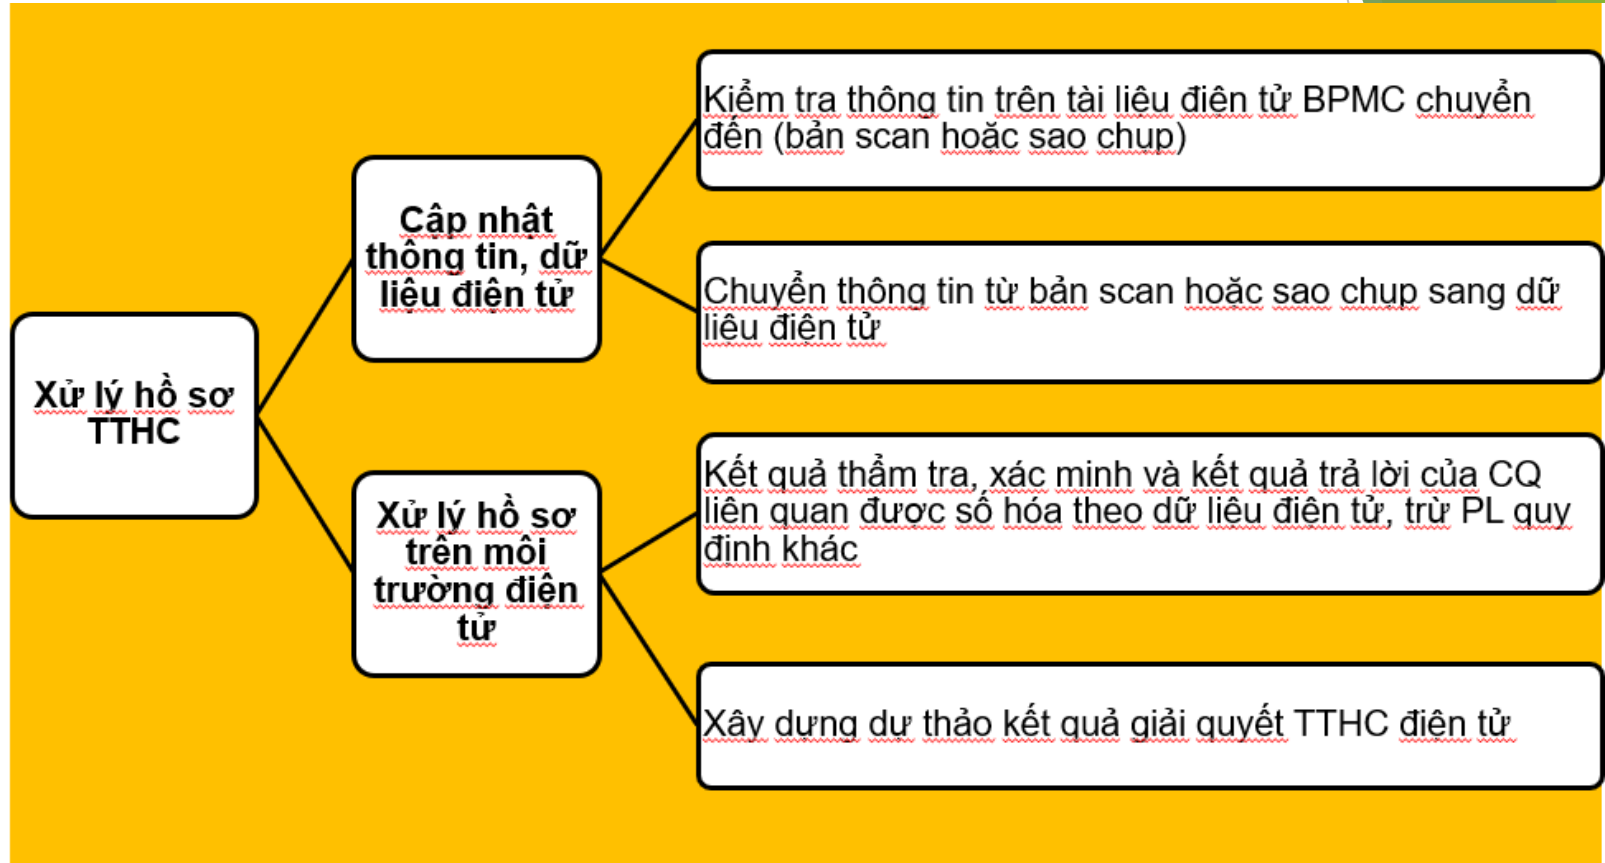 Xử lý hồ sơ
TTHC
Cập nhật
thông tin, dữ
liệu điện tử
Kiểm tra thông tin trên tài liệu điện tử BPMC chuyển
đến (bản scan hoặc sao chụp)
Chuyển thông tin từ bản scan hoặc sao chụp sang dữ
liệu điện tử
Xử lý hồ sơ
trên môi
trường điện
tử
Kết quả thẩm tra, xác minh và kết quả trả lời của CQ
liên quan được số hóa theo dữ liệu điện tử, trừ PL quy
định khác
Xây dựng dự thảo kết quả giải quyết TTHC điện tử